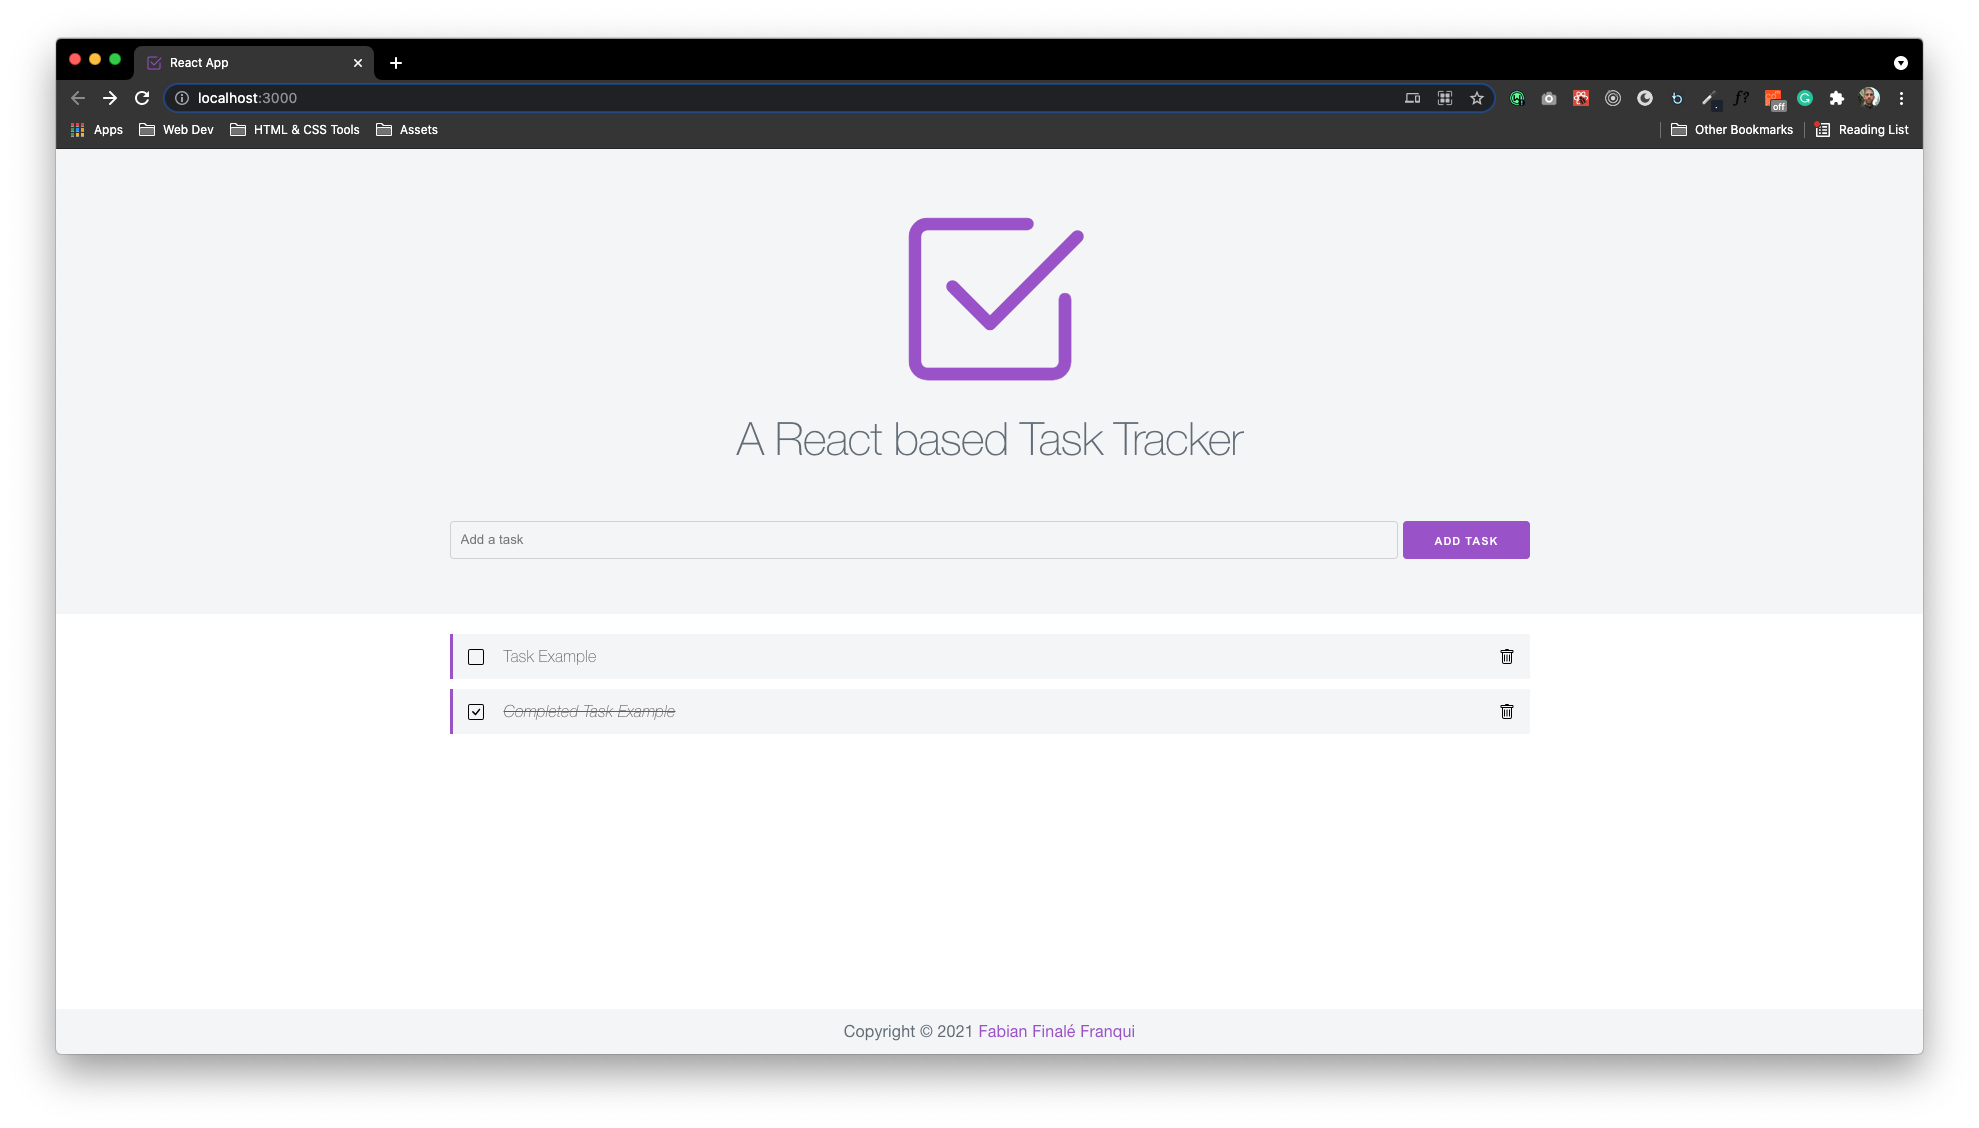 React App
localhost:3000
Apps Web Dev HTML & CSS Tools Assets Other Bookmarks Reading List
off
A React based Task Tracker
Add a task ADD TASK
Task Example
Completed Task Example
Copyright © 2021 Fabian Finalé Franqui